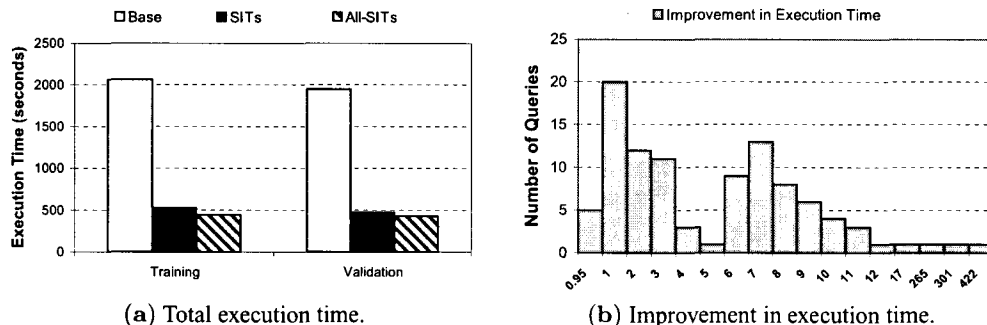 Base SITs All-SITs
Execution Time (seconds)
2500
2000
1500
1000
500
0
Training Validation
(a) Total execution time.
Improvement in Execution Time
Number of Queries
25
20
15
10
5
0
0.95 1 2 3 4 5 6 7 8 9 10 11 12 17 265 301 422
(b) Improvement in execution time.